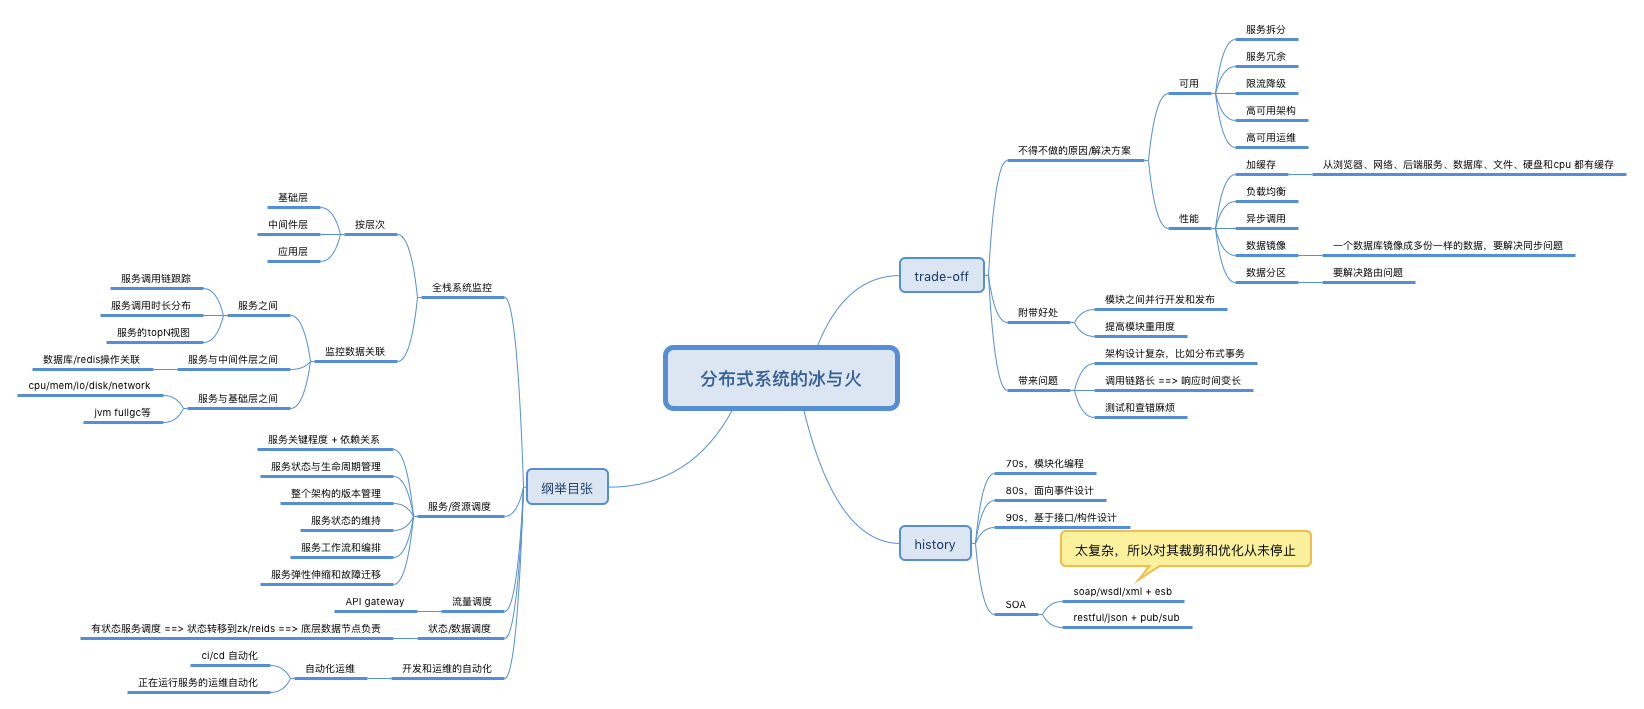 分布式系统的冰与火
trade-off
不得不做的原因/解决方案
可用
服务拆分
服务冗余
限流降级
高可用架构
高可用运维
性能
加缓存
从浏览器、网络、后端服务、数据库、文件、硬盘和cpu 都有缓存
负载均衡
异步调用
数据镜像
一个数据库镜像成多份一样的数据，要解决同步问题
数据分区
要解决路由问题
附带好处
模块之间并行开发和发布
提高模块重用度
带来问题
架构设计复杂，比如分布式事务
调用链路长 ==> 响应时间变长
测试和查错麻烦
history
70s，模块化编程
80s，面向事件设计
90s，基于接口/构件设计
SOA
太复杂，所以对其裁剪和优化从未停止
soap/wsdl/xml + esb
restful/json + pub/sub
纲举目张
全栈系统监控
按层次
基础层
中间件层
应用层
监控数据关联
服务之间
服务调用链跟踪
服务调用时长分布
服务的topN视图
服务与中间件层之间
数据库/redis操作关联
服务与基础层之间
cpu/mem/io/disk/network
jvm fullgc等
服务/资源调度
服务关键程度 + 依赖关系
服务状态与生命周期管理
整个架构的版本管理
服务状态的维持
服务工作流和编排
服务弹性伸缩和故障迁移
流量调度
API gateway
状态/数据调度
有状态服务调度 ==> 状态转移到zk/reids ==> 底层数据节点负责
开发和运维的自动化
自动化运维
ci/cd 自动化
正在运行服务的运维自动化